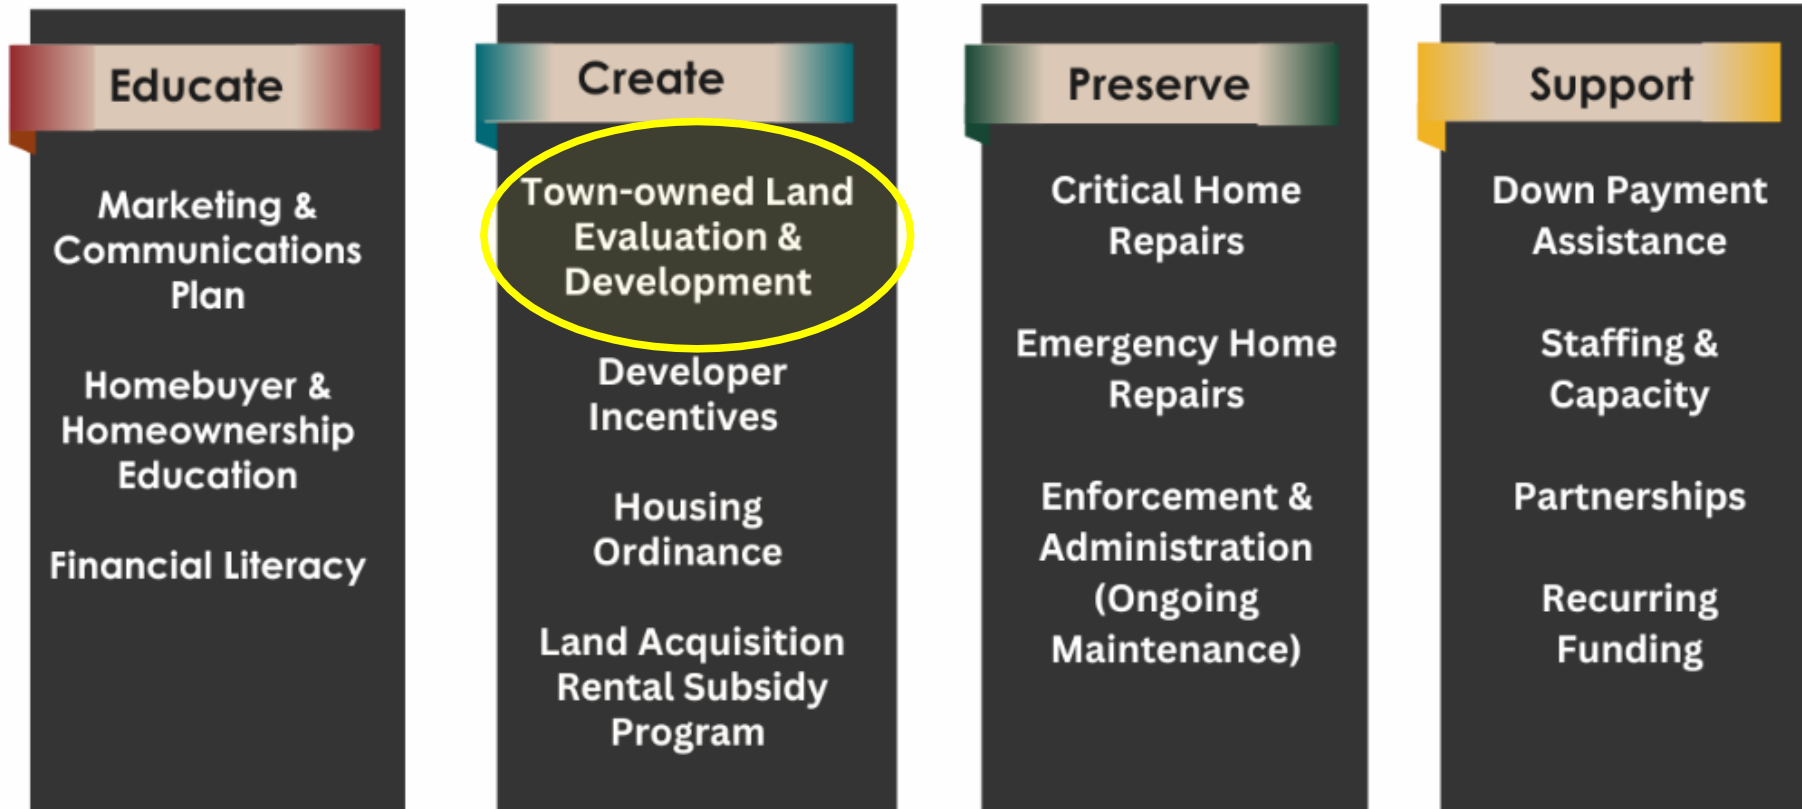 Educate
Marketing &
Communications
Plan
Homebuyer &
Homeownership
Education
Financial Literacy
Create
Town-owned Land
Evaluation &
Development
Developer
Incentives
Housing
Ordinance
Land Acquisition
Rental Subsidy
Program
Preserve
Critical Home
Repairs
Emergency Home
Repairs
Enforcement &
Administration
(Ongoing
Maintenance)
Support
Down Payment
Assistance
Staffing &
Capacity
Partnerships
Recurring
Funding